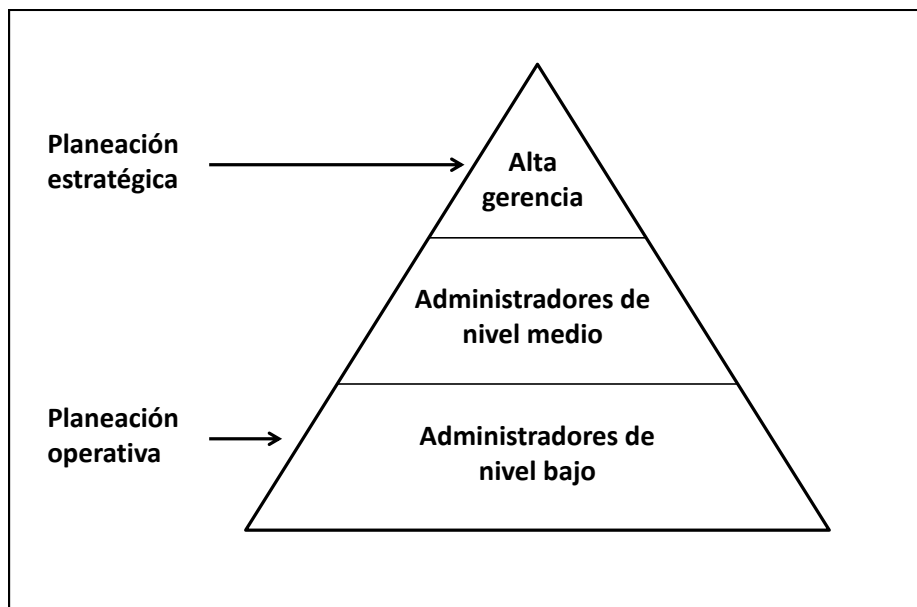 Planeación
estratégica
Alta
gerencia
Administradores de
nivel medio
Planeación
operativa
Administradores de
nivel bajo